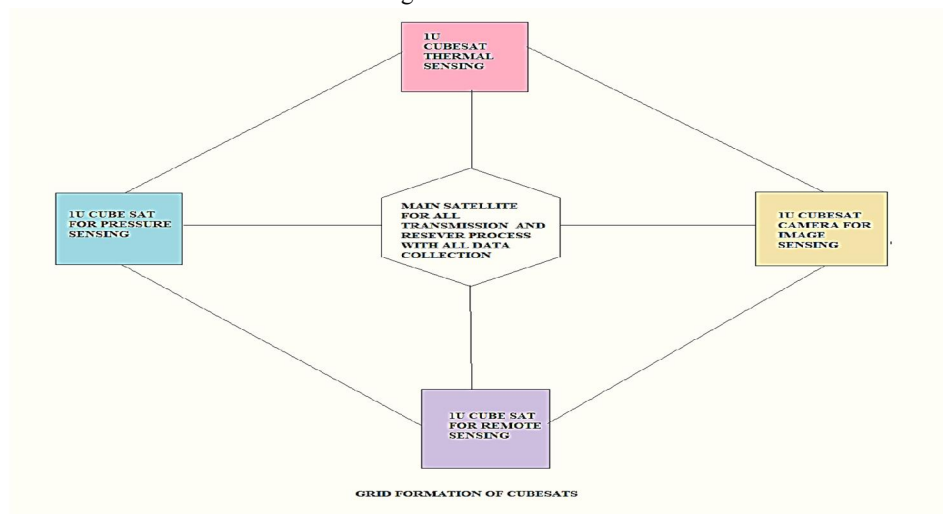 1U
CUBESAT
THERMAL
SENSING
1U CUBE SAT
FOR PRESSURE
SENSING
MAIN SATELLITE
FOR ALL
TRANSMISSION AND
RESEVER PROCESS
WITH ALL DATA
COLLECTION
1U CUBESAT
CAMERA FOR
IMAGE
SENSING
1U CUBE SAT
FOR REMOTE
SENSING
GRID FORMATION OF CUBESATS